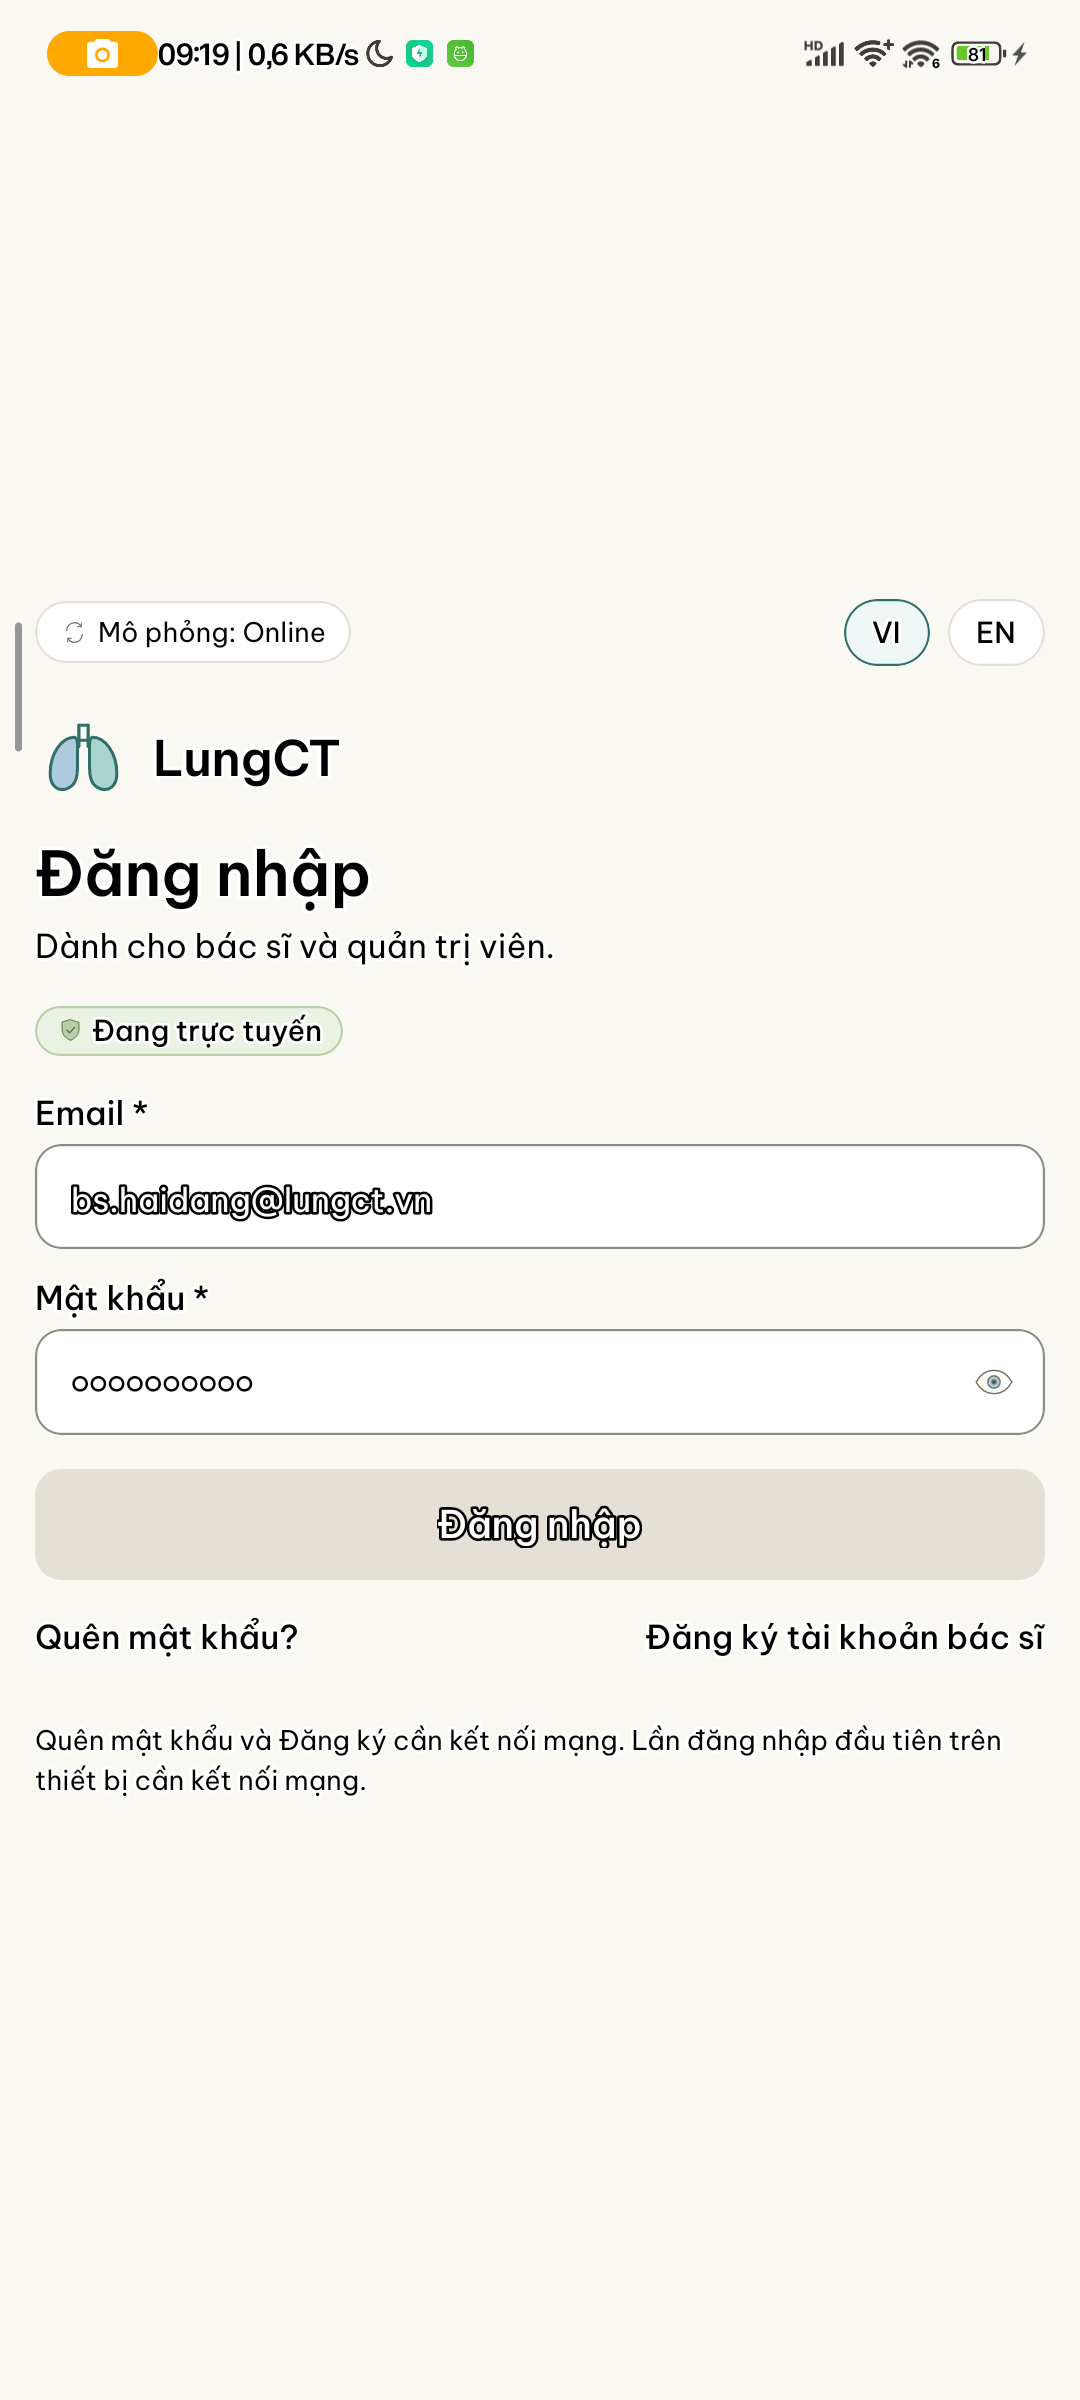 09:19 | 0,6 KB/s HD 6 81
Mô phỏng: Online VI EN
LungCT
Đăng nhập
Dành cho bác sĩ và quản trị viên.
Đang trực tuyến
Email *
bs.haidang@lungct.vn
Mật khẩu *
oooooooooo
Đăng nhập
Quên mật khẩu? Đăng ký tài khoản bác sĩ
Quên mật khẩu và Đăng ký cần kết nối mạng. Lần đăng nhập đầu tiên trên
thiết bị cần kết nối mạng.